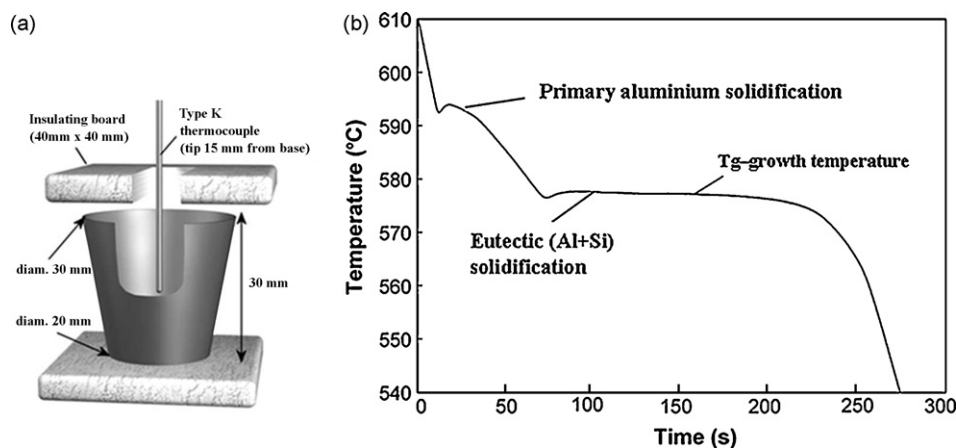 (a)
Insulating board
(40mm x 40 mm)
Type K
thermocouple
(tip 15 mm from base)
diam. 30 mm
30 mm
diam. 20 mm
(b)
Temperature (ºC)
610
600
590
580
570
560
550
540
Primary aluminium solidification
Tg–growth temperature
Eutectic (Al+Si)
solidification
0
50
100
150
200
250
300
Time (s)